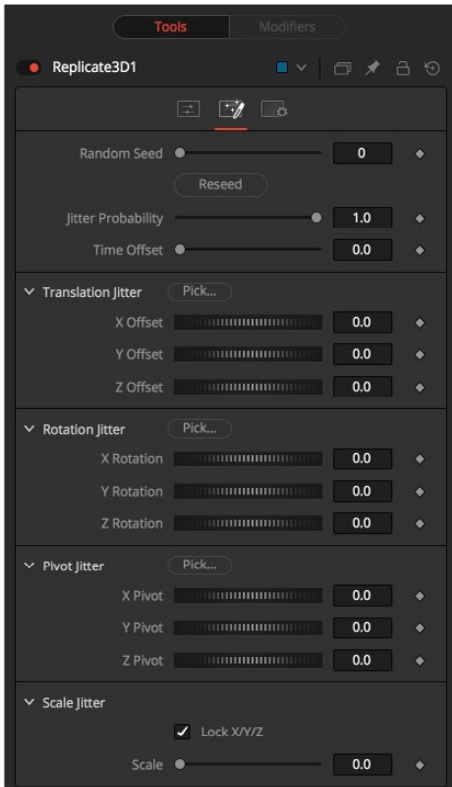 Tools Modifiers
Replicate3D1
Random Seed 0
Reseed
Jitter Probability 1.0
Time Offset 0.0
Translation Jitter Pick...
X Offset 0.0
Y Offset 0.0
Z Offset 0.0
Rotation Jitter Pick...
X Rotation 0.0
Y Rotation 0.0
Z Rotation 0.0
Pivot Jitter Pick...
X Pivot 0.0
Y Pivot 0.0
Z Pivot 0.0
Scale Jitter
Lock X/Y/Z
Scale 0.0